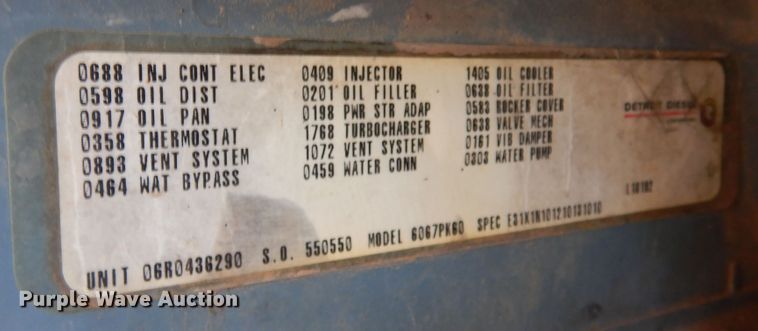 0688 INJ CONT ELEC
0598 OIL DIST
0917 OIL PAN
0358 THERMOSTAT
0893 VENT SYSTEM
0464 WAT BYPASS
0409 INJECTOR
0201 OIL FILLER
0198 PWR STR ADAP
1768 TURBOCHARGER
1072 VENT SYSTEM
0459 WATER CONN
1405 OIL COOLER
0638 OIL FILTER
0583 ROCKER COVER
0638 VALVE MECH
0161 VIB DAMPER
0303 WATER PUMP
DETROIT DIESEL
UNIT 06R0436290 S.O. 550550 MODEL 6067PK60 SPEC E31K1N101210131010
Purple Wave Auction